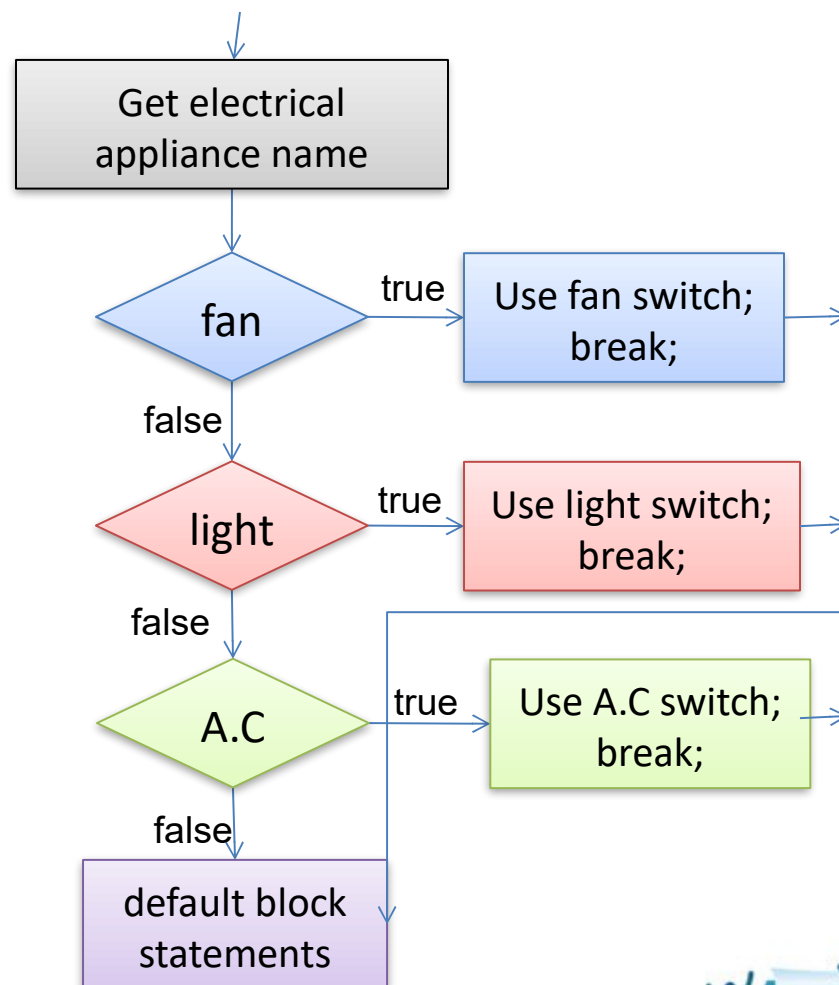 Get electrical
appliance name
fan
true
Use fan switch;
break;
false
light
true
Use light switch;
break;
false
A.C
true
Use A.C switch;
break;
false
default block
statements